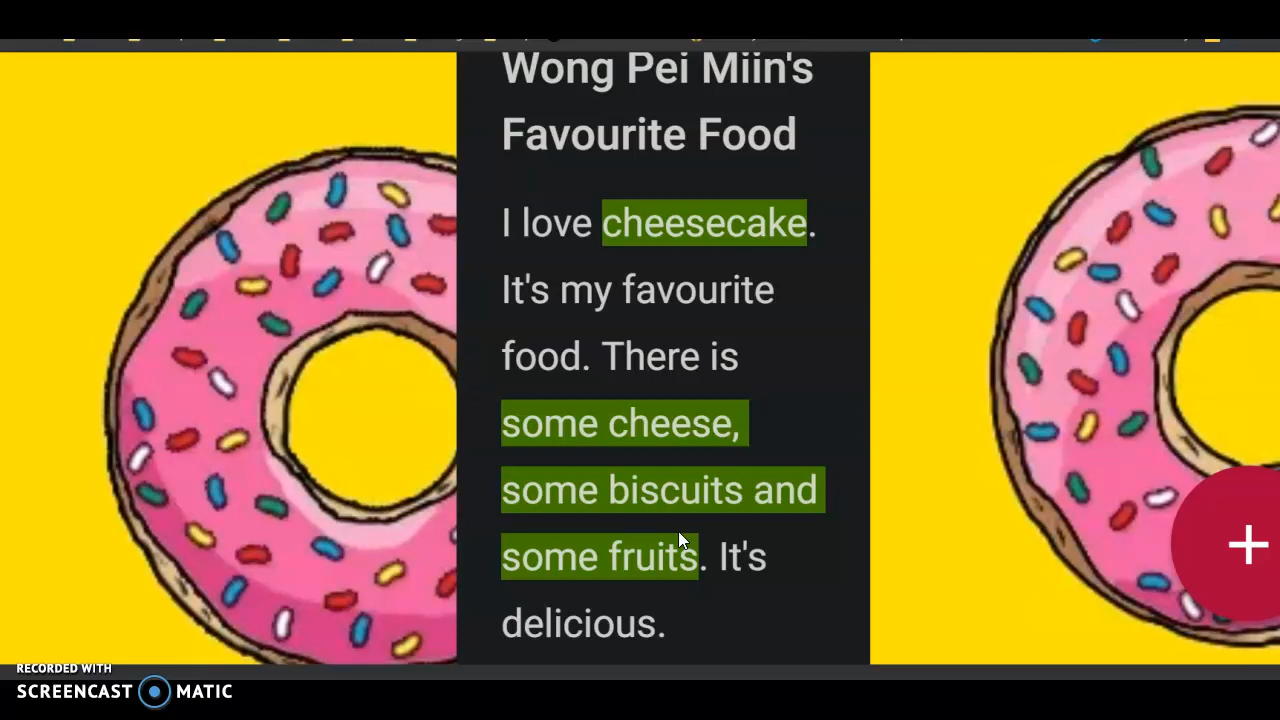 Wong Pei Miin's
Favourite Food
I love cheesecake.
It's my favourite
food. There is
some cheese,
some biscuits and
some fruits. It's
delicious.
+
RECORDED WITH
SCREENCAST MATIC